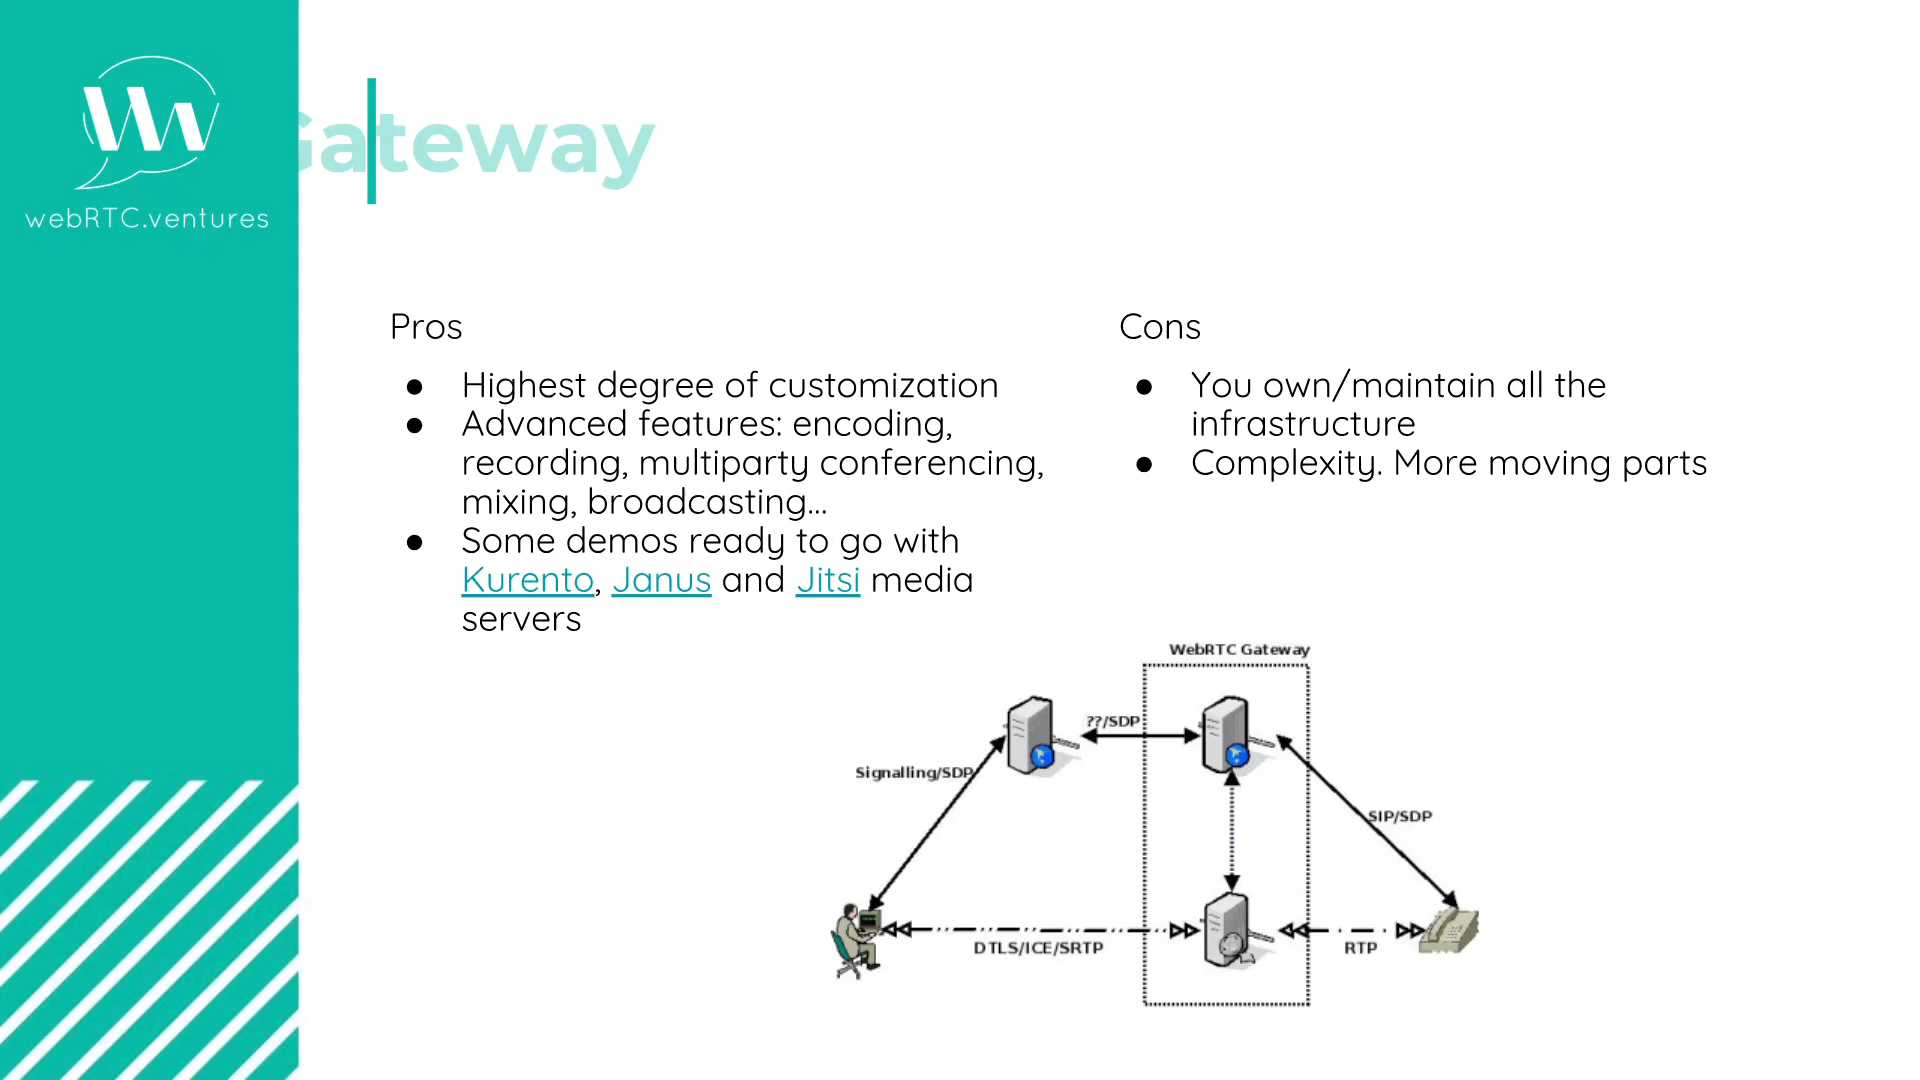 webRTC.ventures
Gateway
Pros
● Highest degree of customization
● Advanced features: encoding,
recording, multiparty conferencing,
mixing, broadcasting...
● Some demos ready to go with
Kurento, Janus and Jitsi media
servers
Cons
● You own/maintain all the
infrastructure
● Complexity. More moving parts
WebRTC Gateway
??/SDP
Signalling/SDP
SIP/SDP
DTLS/ICE/SRTP
RTP